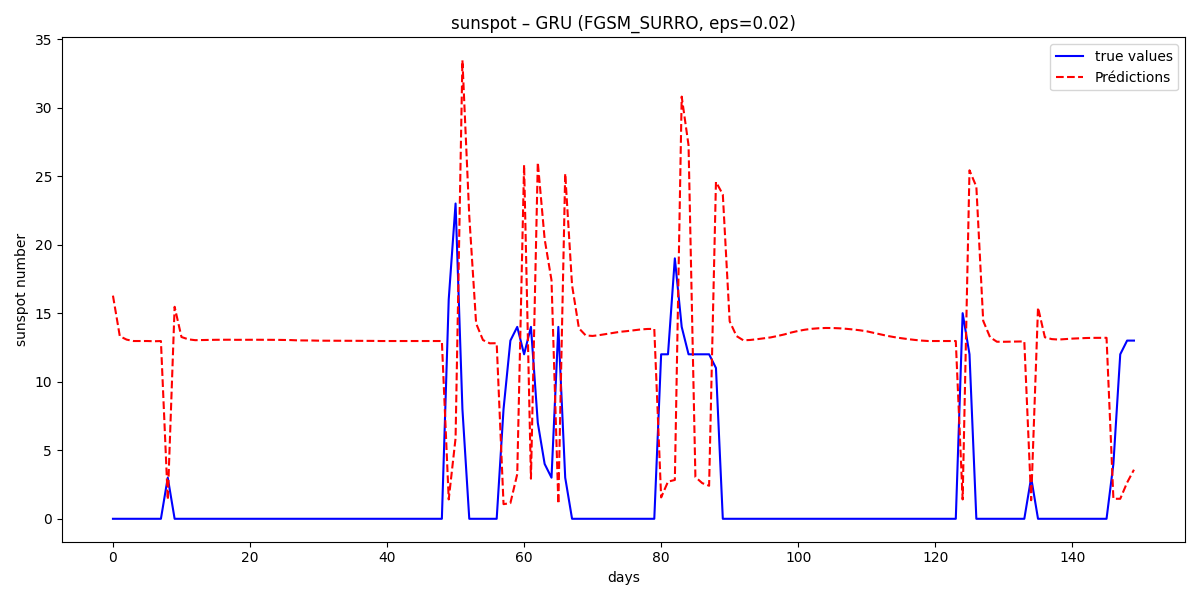 sunspot – GRU (FGSM_SURRO, eps=0.02)
true values
Prédictions
sunspot number
35
30
25
20
15
10
5
0
0 20 40 60 80 100 120 140
days